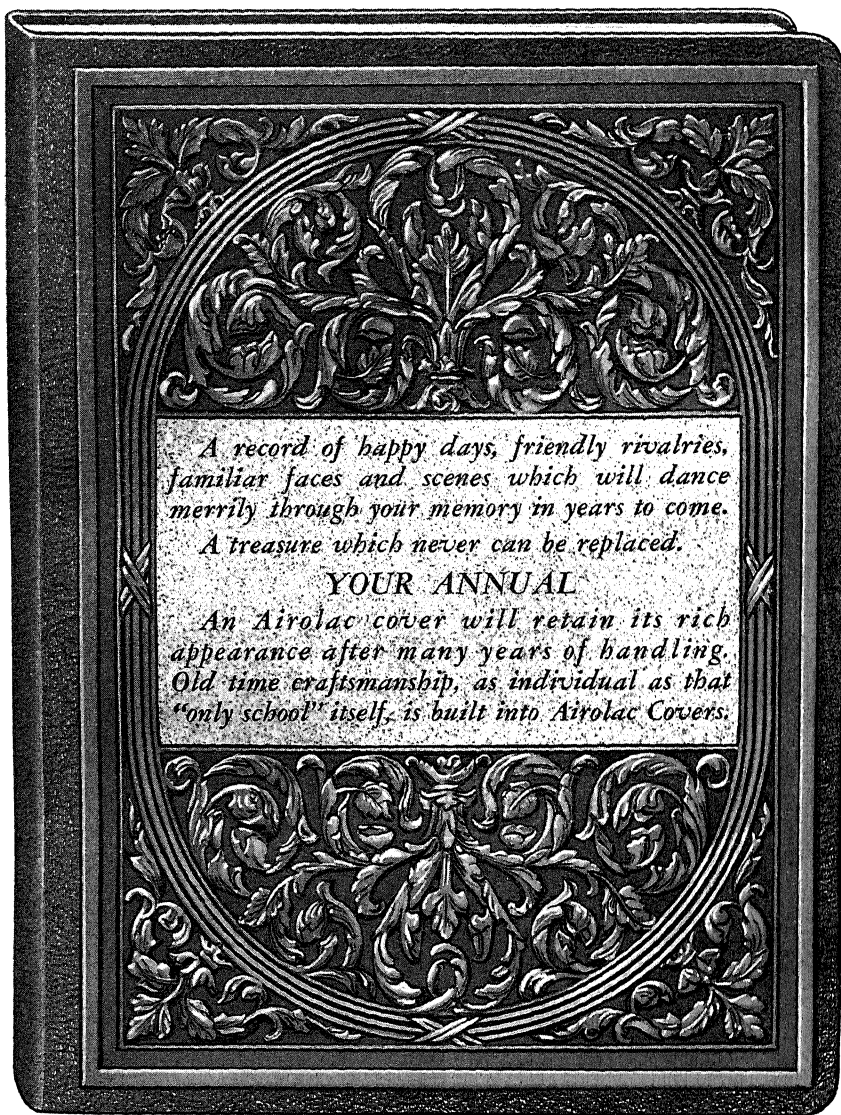 A record of happy days, friendly rivalries,
familiar faces and scenes which will dance
merrily through your memory in years to come.
A treasure which never can be replaced.
YOUR ANNUAL
An Airolac cover will retain its rich
appearance after many years of handling.
Old time craftsmanship, as individual as that
"only school" itself, is built into Airolac Covers.